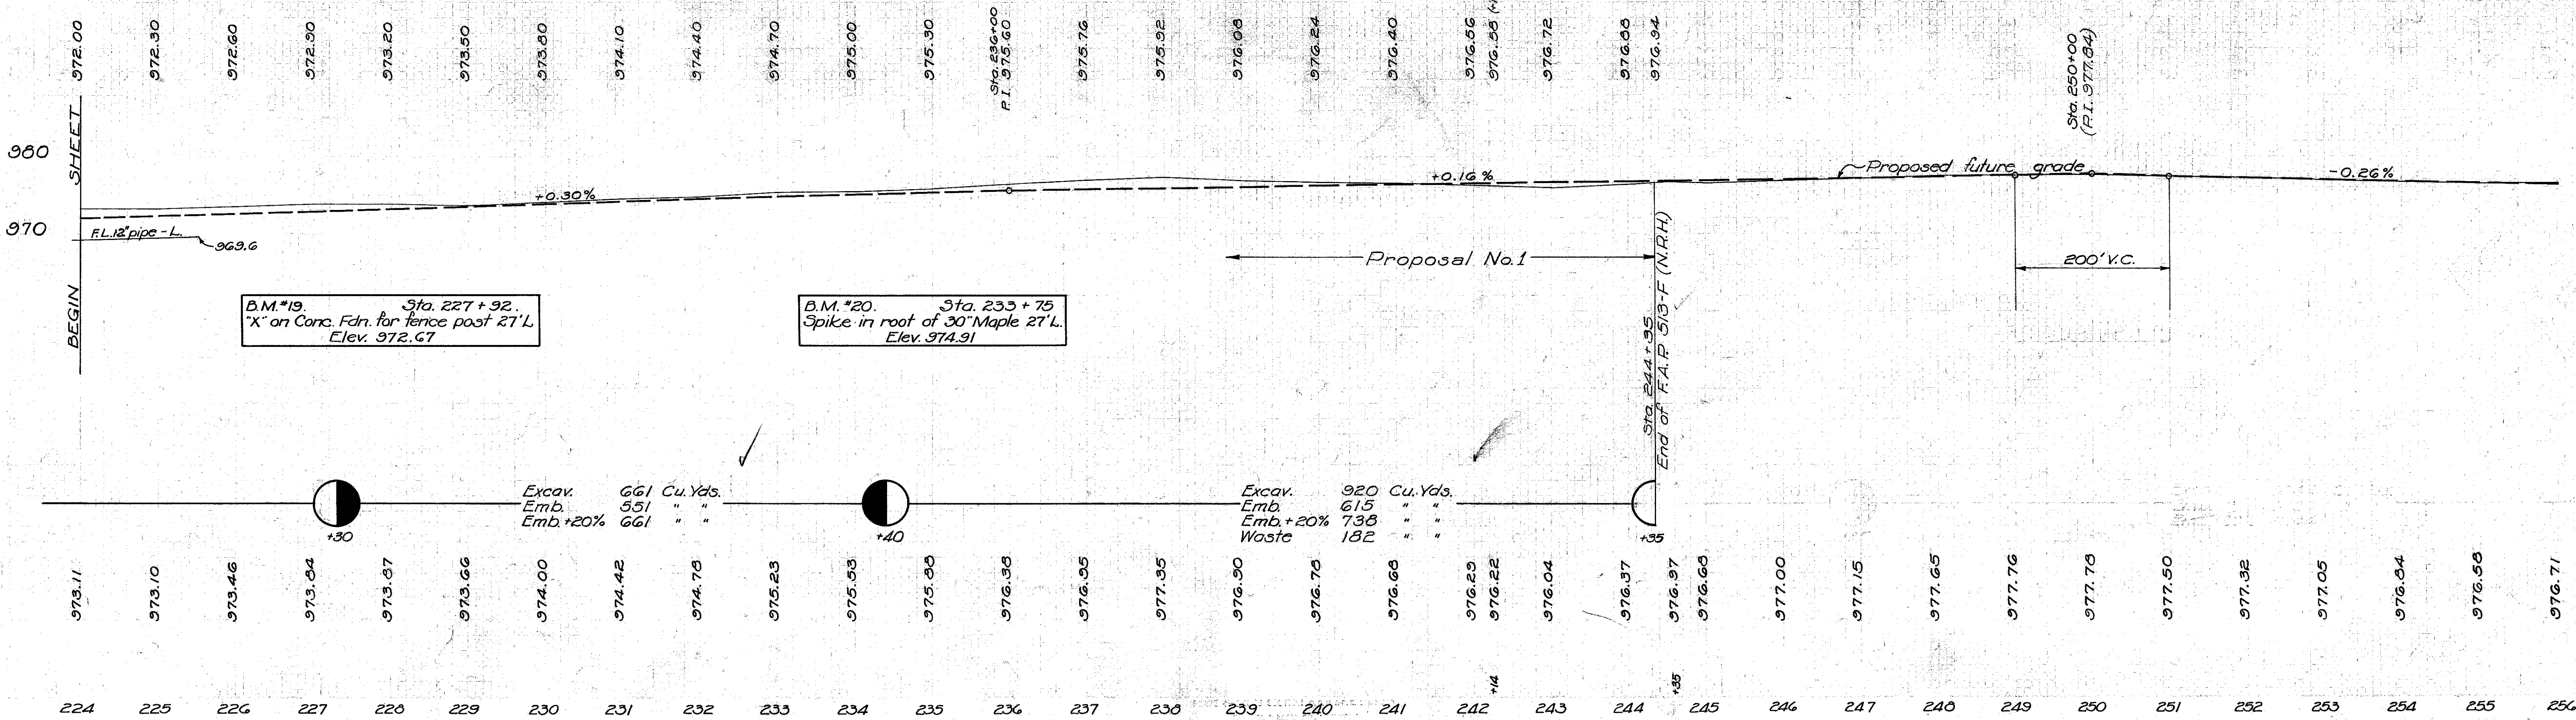 972.00 972.30 972.60 972.90 973.20 973.50 973.80 974.10 974.40 974.70 975.00 975.30 Sta. 236+00 P.I. 975.60 975.76 975.92 976.08 976.24 976.40 976.56 976.58 976.72 976.88 976.94
Sta. 250+00
(P.I. 977.84)
980
970
BEGIN SHEET
F.L. 12" pipe - L.
969.6
+0.30%
+0.16%
Proposed future grade
-0.26%
Proposal No. 1
200' V.C.
B.M. #19. Sta. 227 + 92.
"X" on Conc. Fdn. for fence post 27' L
Elev. 972.67
B.M. #20. Sta. 233 + 75
Spike in root of 30" Maple 27' L.
Elev. 974.91
Sta. 244+35
End of F.A.P. 513-F (N.R.H.)
Excav. 661 Cu. Yds.
Emb. 551 " "
Emb. +20% 661 " "
Excav. 920 Cu. Yds.
Emb. 615 " "
Emb. +20% 738 " "
Waste 182 " "
+30
+40
+35
973.11 973.10 973.46 973.84 973.87 973.66 974.00 974.42 974.78 975.23 975.53 975.88 976.38 976.95 977.35 976.90 976.78 976.68 976.29 976.22 976.04 976.37 976.97 976.68 977.00 977.15 977.65 977.76 977.78 977.50 977.32 977.05 976.84 976.58 976.71
+14
+35
224 225 226 227 228 229 230 231 232 233 234 235 236 237 238 239 240 241 242 243 244 245 246 247 248 249 250 251 252 253 254 255 256